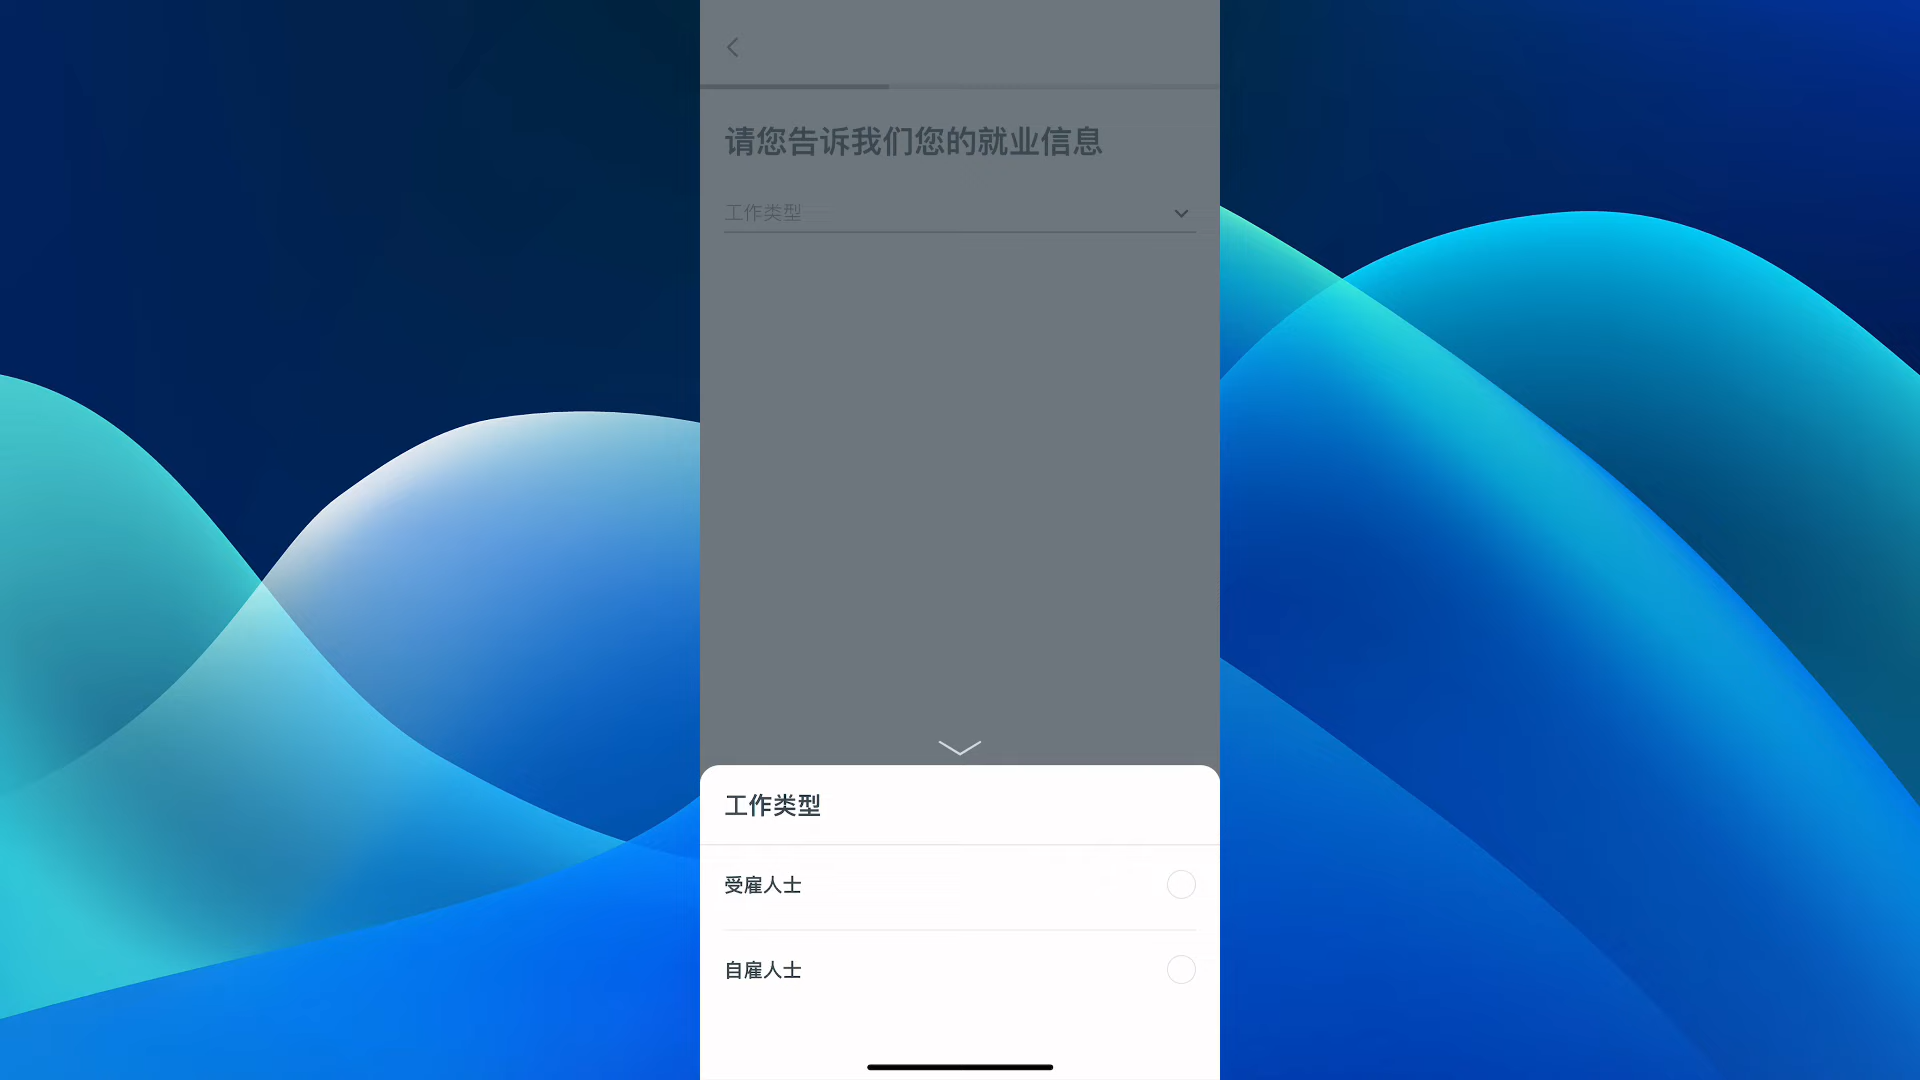 请您告诉我们您的就业信息
工作类型
工作类型
受雇人士
自雇人士